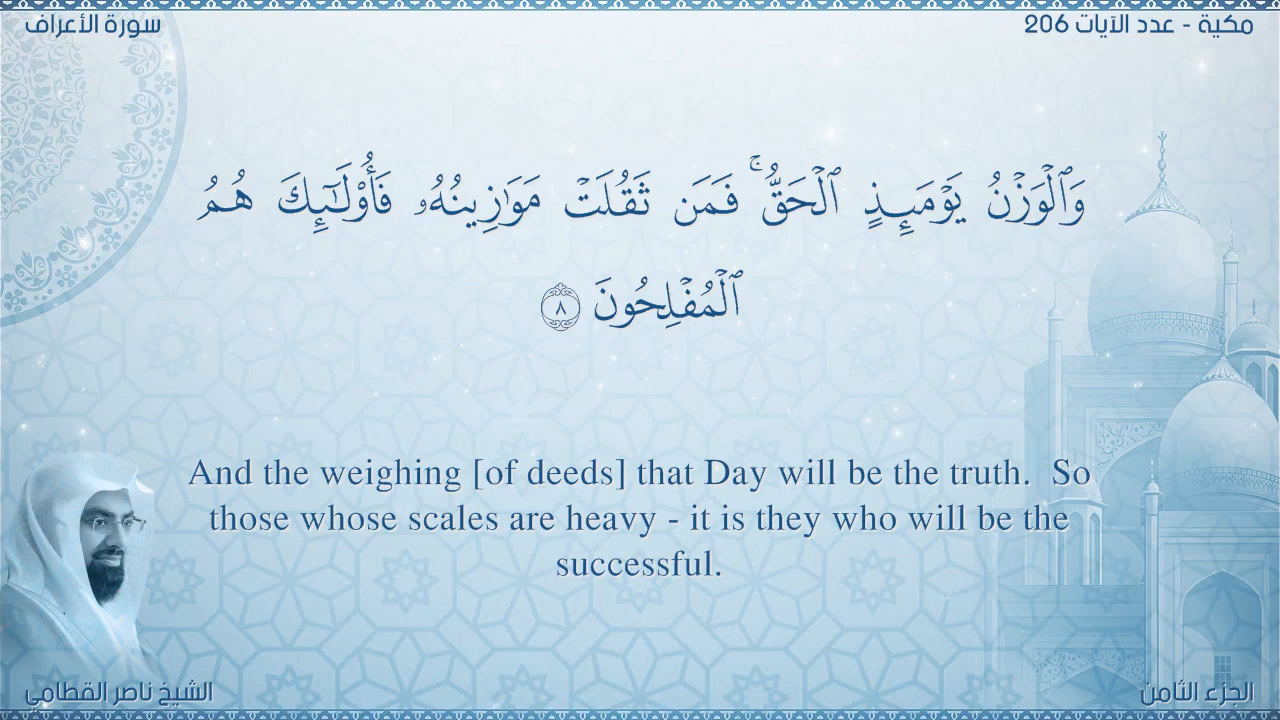 مكية - عدد الآيات 206
سورة الأعراف
وَٱلْوَزْنُ يَوْمَئِذٍ ٱلْحَقُّ ۚ فَمَن ثَقُلَتْ مَوَٰزِينُهُۥ فَأُو۟لَـٰٓئِكَ هُمُ
ٱلْمُفْلِحُونَ ٨
And the weighing [of deeds] that Day will be the truth. So
those whose scales are heavy - it is they who will be the
successful.
الجزء الثامن
الشيخ ناصر القطامي